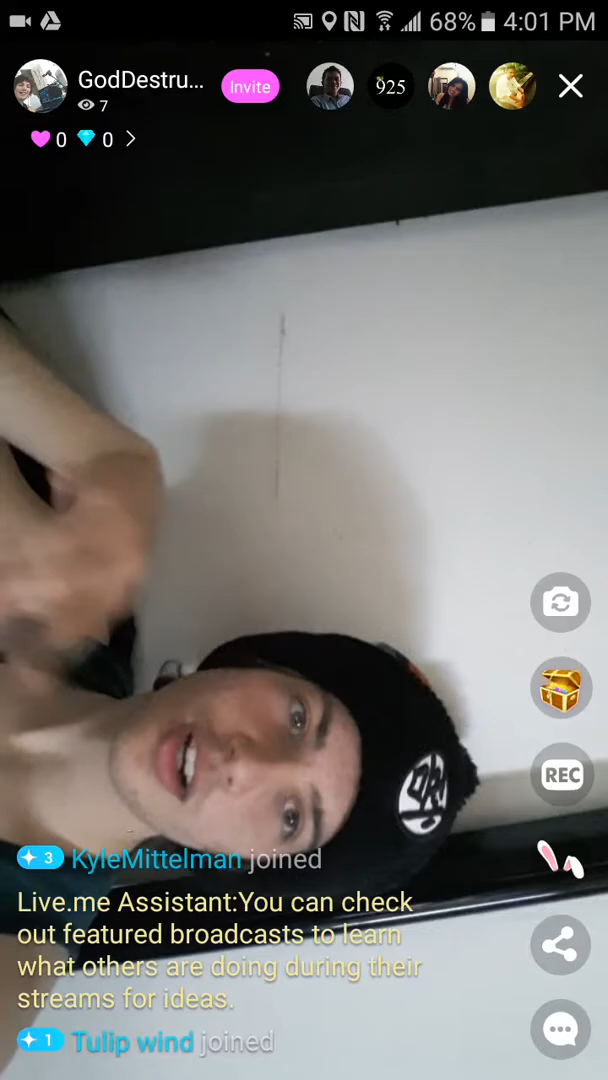 68% 4:01 PM
GodDestru... Invite 925
7
0 0
REC
3 KyleMittelman joined
Live.me Assistant:You can check
out featured broadcasts to learn
what others are doing during their
streams for ideas.
1 Tulip wind joined